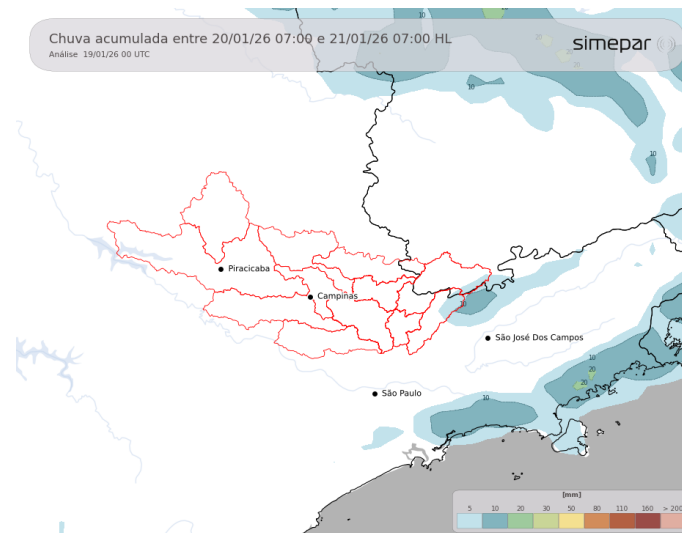 Chuva acumulada entre 20/01/26 07:00 e 21/01/26 07:00 HL
Análise 19/01/26 00 UTC
simepar
10
20
10
10
Piracicaba
Campinas
10
São José Dos Campos
10
20
20
São Paulo
10
[mm]
5 10 20 30 50 80 110 160 > 200